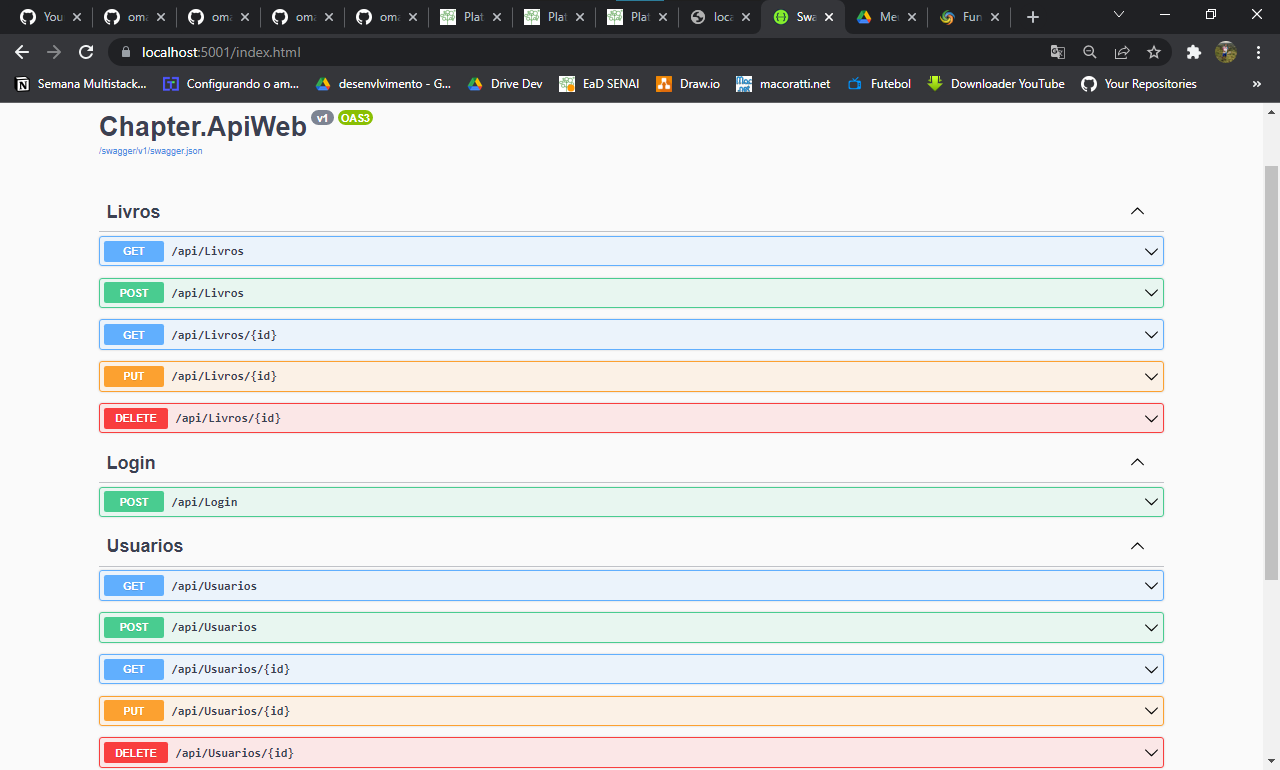 You
oma
oma
oma
oma
Plat
Plat
Plat
loca
Swa
Me
Fur
localhost:5001/index.html
Semana Multistack...
Configurando o am...
desenvlvimento - G...
Drive Dev
EaD SENAI
Draw.io
macoratti.net
Futebol
Downloader YouTube
Your Repositories
»
Chapter.ApiWeb v1 OAS3
/swagger/v1/swagger.json
Livros
GET /api/Livros
POST /api/Livros
GET /api/Livros/{id}
PUT /api/Livros/{id}
DELETE /api/Livros/{id}
Login
POST /api/Login
Usuarios
GET /api/Usuarios
POST /api/Usuarios
GET /api/Usuarios/{id}
PUT /api/Usuarios/{id}
DELETE /api/Usuarios/{id}